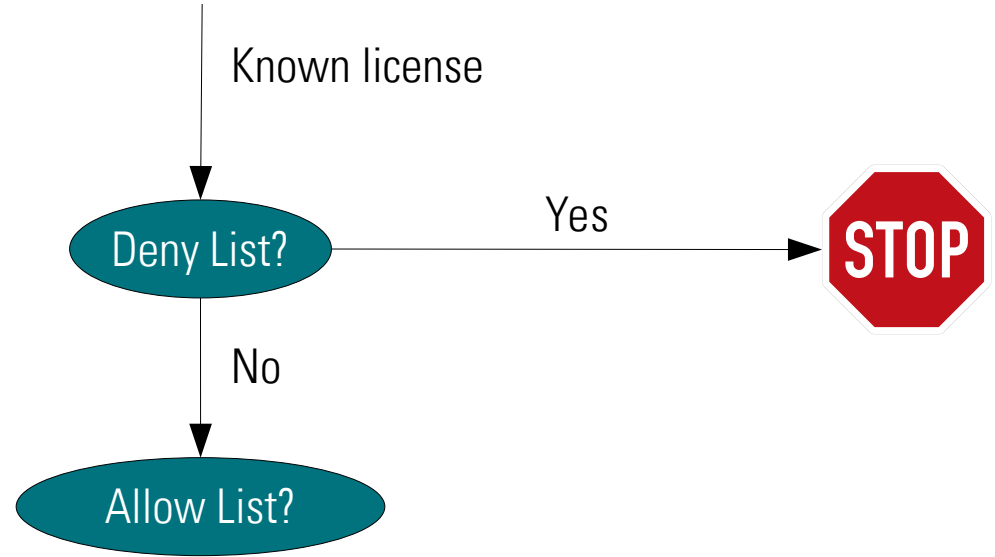 Known license
Deny List?
Yes
STOP
No
Allow List?